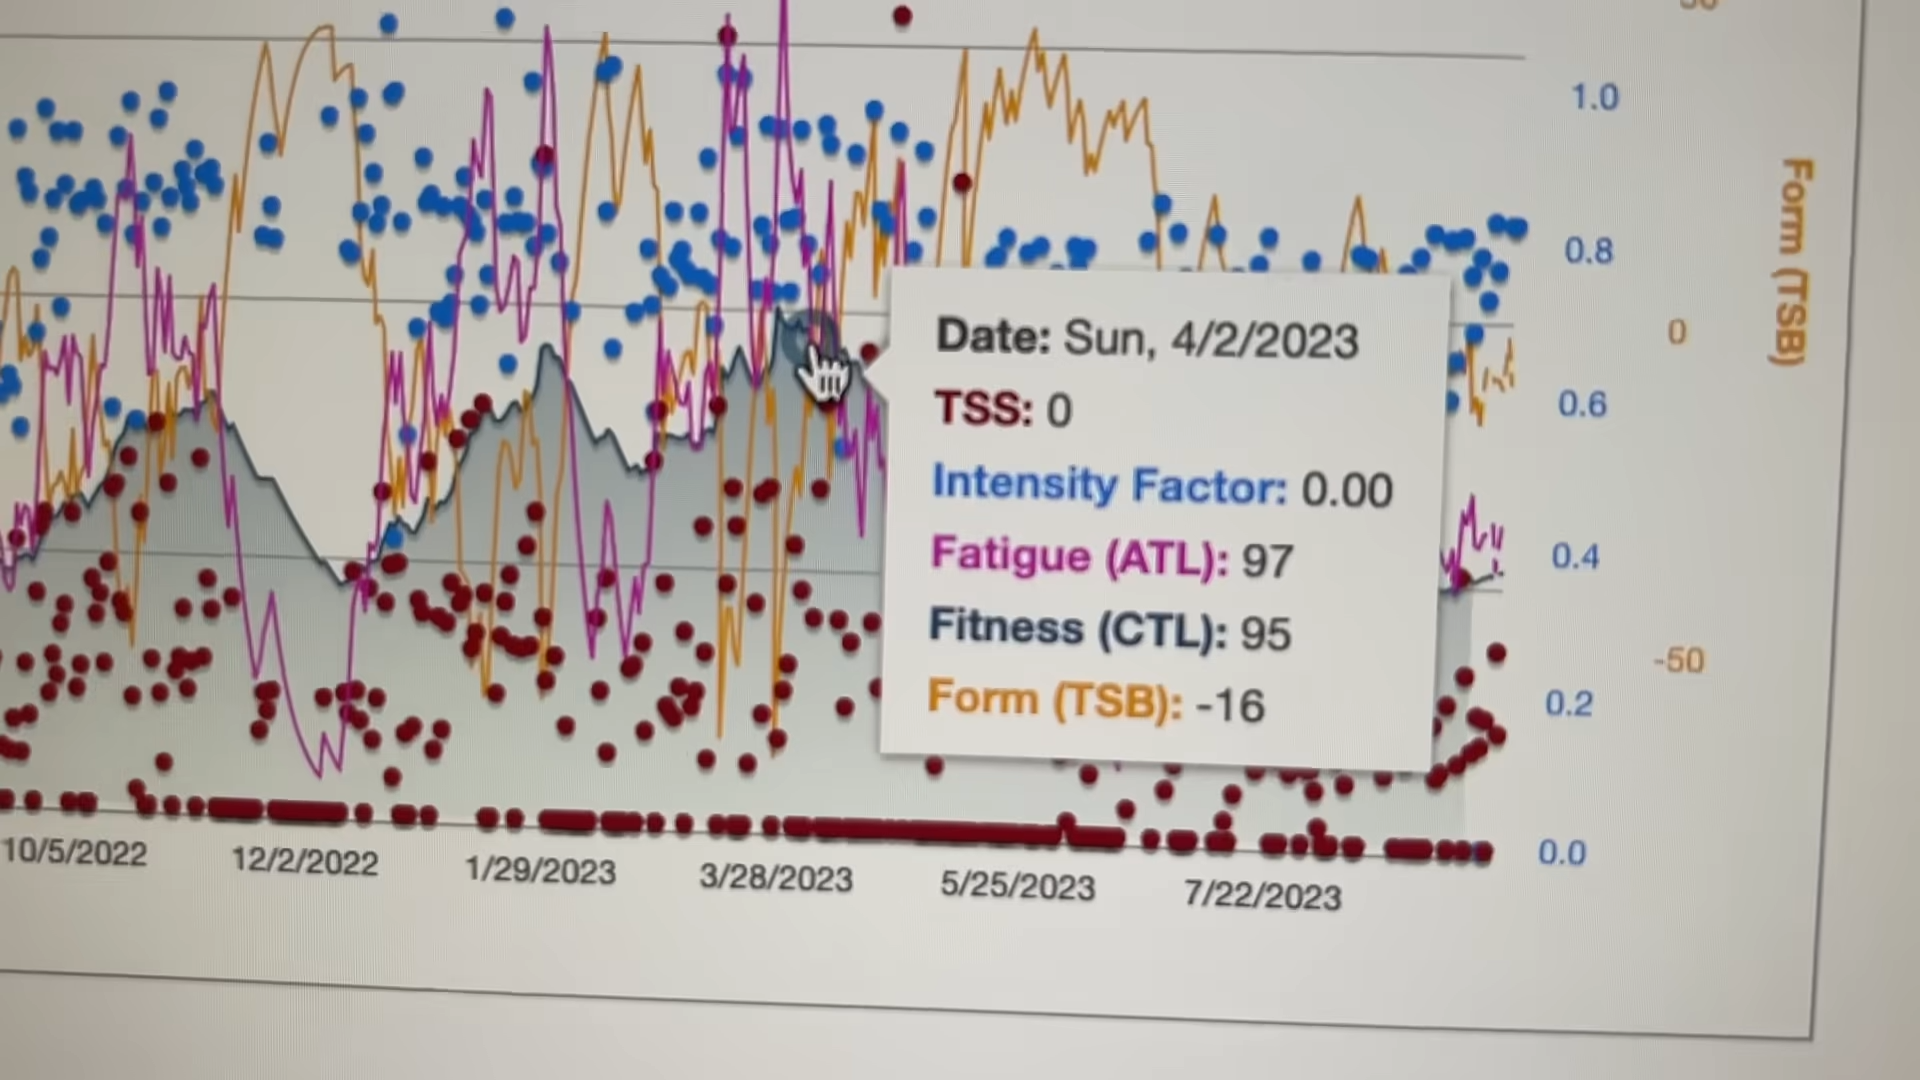 1.0
0.8
0.6
0.4
0.2
0.0
0
-50
Form (TSB)
Date: Sun, 4/2/2023
TSS: 0
Intensity Factor: 0.00
Fatigue (ATL): 97
Fitness (CTL): 95
Form (TSB): -16
10/5/2022
12/2/2022
1/29/2023
3/28/2023
5/25/2023
7/22/2023